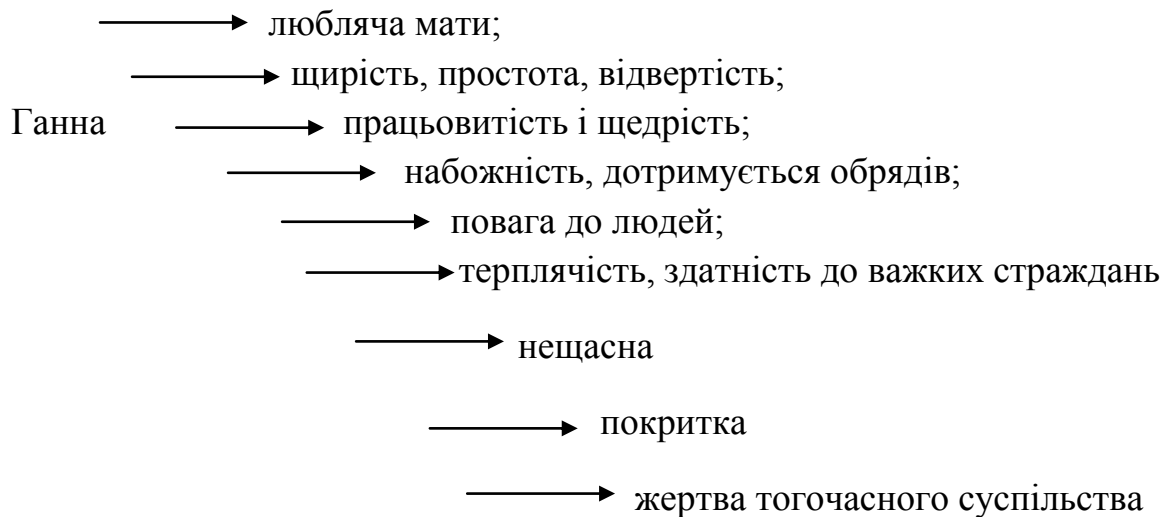 любляча мати;
щирість, простота, відвертість;
Ганна працьовитість і щедрість;
набожність, дотримується обрядів;
повага до людей;
терплячість, здатність до важких страждань
нещасна
покритка
жертва тогочасного суспільства